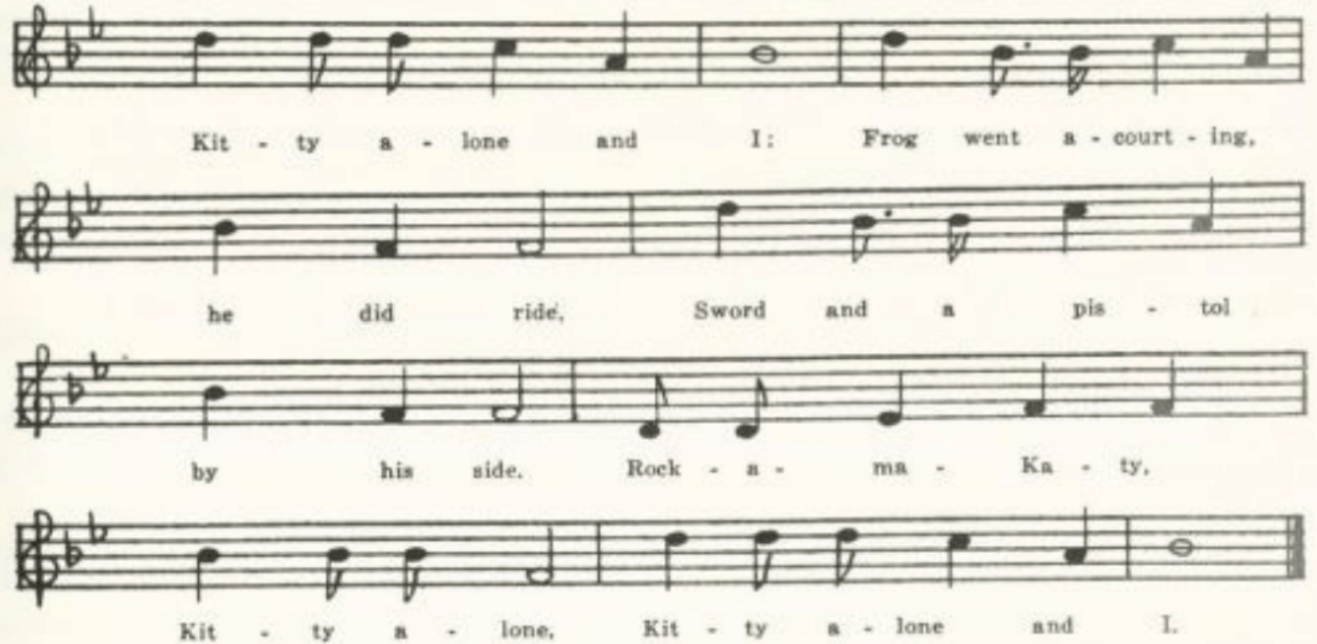 Kit - ty a - lone and I: Frog went a - court - ing,
he did ride, Sword and a pis - tol
by his side. Rock - a - ma - Ka - ty,
Kit - ty a - lone, Kit - ty a - lone and I.